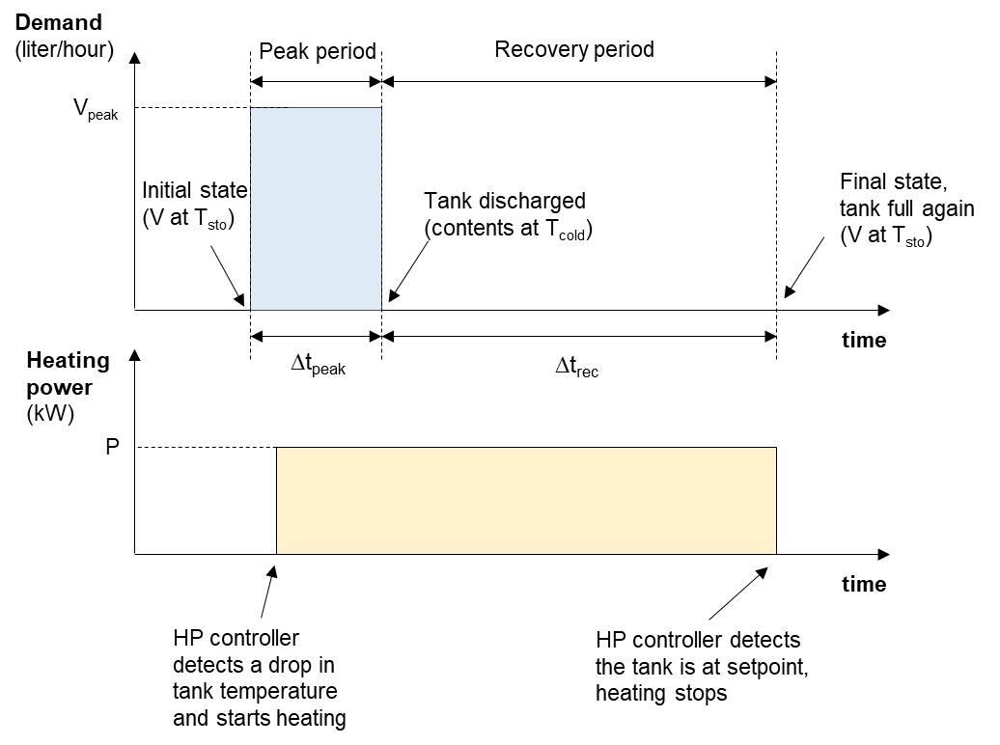 Demand
(liter/hour)
Peak period
Recovery period
Vpeak
Initial state
(V at Tsto)
Tank discharged
(contents at Tcold)
Final state,
tank full again
(V at Tsto)
time
Δtpeak
Δtrec
Heating
power
(kW)
P
time
HP controller
detects a drop in
tank temperature
and starts heating
HP controller detects
the tank is at setpoint,
heating stops